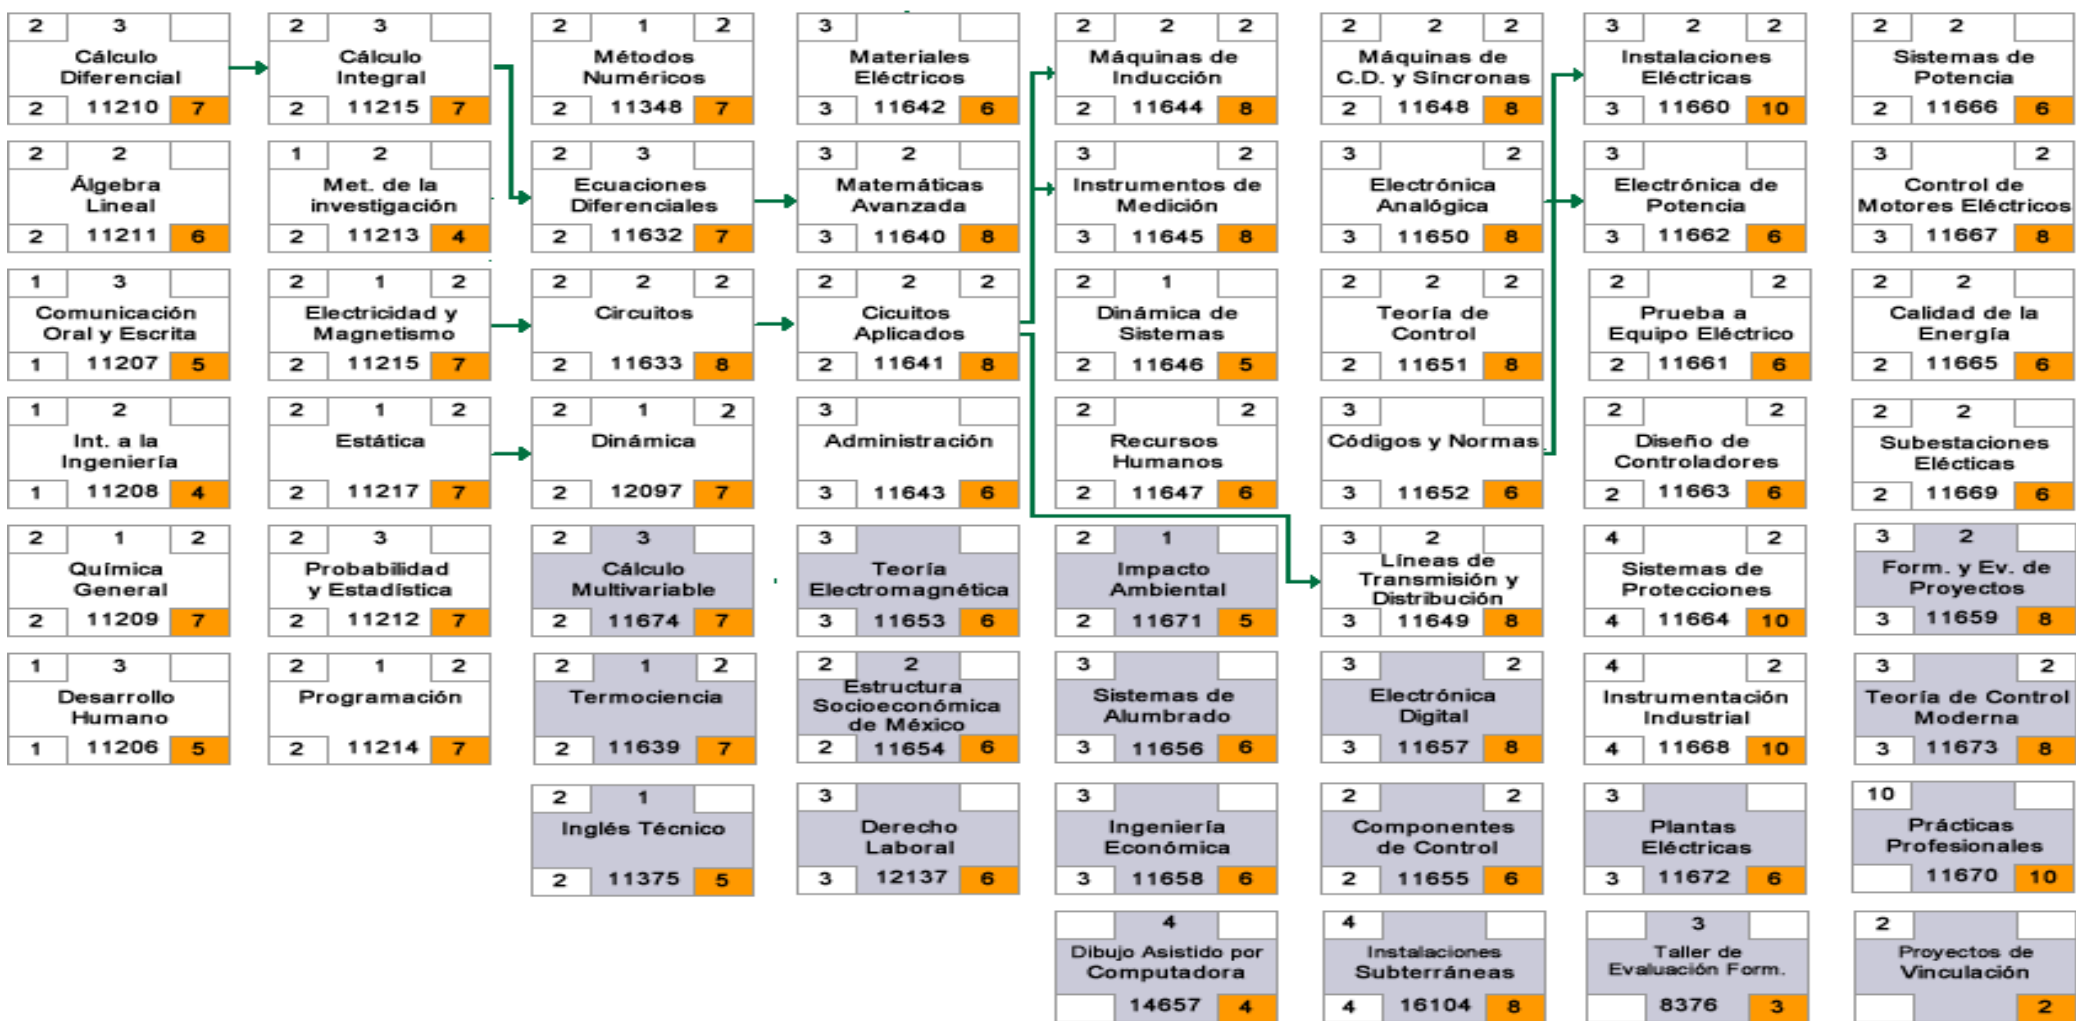 2 3
Cálculo
Diferencial
2 11210 7
2 3
Cálculo
Integral
2 11215 7
2 1 2
Métodos
Numéricos
2 11348 7
3
Materiales
Eléctricos
3 11642 6
2 2 2
Máquinas de
Inducción
2 11644 8
2 2 2
Máquinas de
C.D. y Síncronas
2 11648 8
3 2 2
Instalaciones
Eléctricas
3 11660 10
2 2
Sistemas de
Potencia
2 11666 6
2 2
Álgebra
Lineal
2 11211 6
1 2
Met. de la
investigación
2 11213 4
2 3
Ecuaciones
Diferenciales
2 11632 7
3 2
Matemáticas
Avanzada
3 11640 8
3 2
Instrumentos de
Medición
3 11645 8
3 2
Electrónica
Analógica
3 11650 8
3
Electrónica de
Potencia
3 11662 6
3 2
Control de
Motores Eléctricos
3 11667 8
1 3
Comunicación
Oral y Escrita
1 11207 5
2 1 2
Electricidad y
Magnetismo
2 11215 7
2 2 2
Circuitos
2 11633 8
2 2 2
Cicuitos
Aplicados
2 11641 8
2 1
Dinámica de
Sistemas
2 11646 5
2 2 2
Teoría de
Control
2 11651 8
2 2
Prueba a
Equipo Eléctrico
2 11661 6
2 2
Calidad de la
Energía
2 11665 6
1 2
Int. a la
Ingeniería
1 11208 4
2 1 2
Estática
2 11217 7
2 1 2
Dinámica
2 12097 7
3
Administración
3 11643 6
2 2
Recursos
Humanos
2 11647 6
3
Códigos y Normas
3 11652 6
2 2
Diseño de
Controladores
2 11663 6
2 2
Subestaciones
Elécticas
2 11669 6
2 1 2
Química
General
2 11209 7
2 3
Probabilidad
y Estadística
2 11212 7
2 3
Cálculo
Multivariable
2 11674 7
3
Teoría
Electromagnética
3 11653 6
2 1
Impacto
Ambiental
2 11671 5
3 2
Líneas de
Transmisión y
Distribución
3 11649 8
4 2
Sistemas de
Protecciones
4 11664 10
3 2
Form. y Ev. de
Proyectos
3 11659 8
1 3
Desarrollo
Humano
1 11206 5
2 1 2
Programación
2 11214 7
2 1 2
Termociencia
2 11639 7
2 2
Estructura
Socioeconómica
de México
2 11654 6
3
Sistemas de
Alumbrado
3 11656 6
3 2
Electrónica
Digital
3 11657 8
4 2
Instrumentación
Industrial
4 11668 10
3 2
Teoría de Control
Moderna
3 11673 8
2 1
Inglés Técnico
2 11375 5
3
Derecho
Laboral
3 12137 6
3
Ingeniería
Económica
3 11658 6
2 2
Componentes
de Control
2 11655 6
3
Plantas
Eléctricas
3 11672 6
10
Prácticas
Profesionales
11670 10
4
Dibujo Asistido por
Computadora
14657 4
4
Instalaciones
Subterráneas
4 16104 8
3
Taller de
Evaluación Form.
8376 3
2
Proyectos de
Vinculación
2